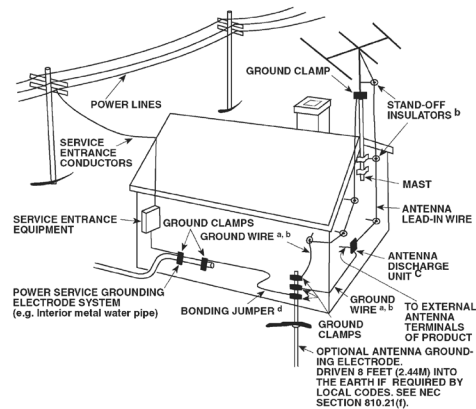 GROUND CLAMP
POWER LINES
STAND-OFF
INSULATORS b
SERVICE
ENTRANCE
CONDUCTORS
MAST
ANTENNA
LEAD-IN WIRE
SERVICE ENTRANCE
EQUIPMENT
GROUND CLAMPS
GROUND WIRE a, b
ANTENNA
DISCHARGE
UNIT C
POWER SERVICE GROUNDING
ELECTRODE SYSTEM
(e.g. Interior metal water pipe)
BONDING JUMPER d
GROUND
WIRE a, b
TO EXTERNAL
ANTENNA
TERMINALS
OF PRODUCT
GROUND
CLAMPS
OPTIONAL ANTENNA GROUND-
ING ELECTRODE.
DRIVEN 8 FEET (2.44M) INTO
THE EARTH IF REQUIRED BY
LOCAL CODES. SEE NEC
SECTION 810.21(f).